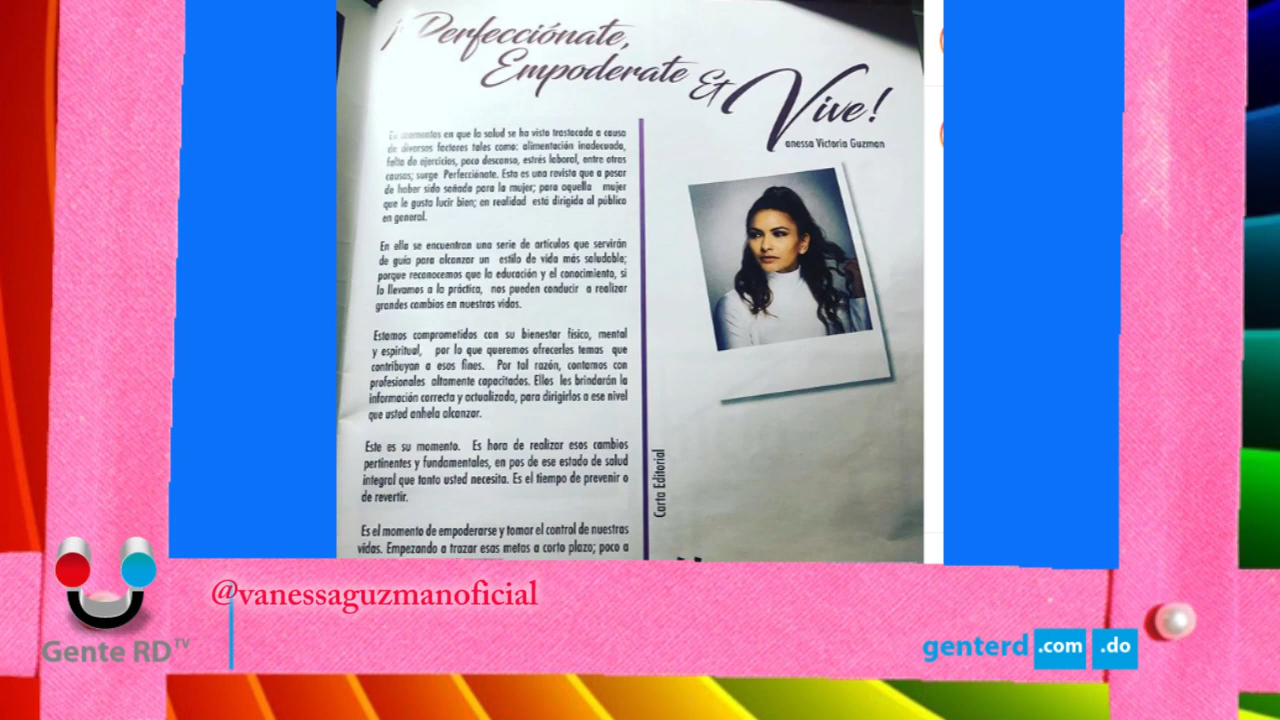 ¡Perfecciónate,
Empoderate & Vive!
Vanessa Victoria Guzman
En momentos en que la salud se ha visto trastocada a causa
de diversos factores tales como: alimentación inadecuada,
falta de ejercicios, poco descanso, estrés laboral, entre otras
causas; surge Perfecciónate. Esta es una revista que a pesar
de haber sido soñada para la mujer; para aquella mujer
que le gusta lucir bien; en realidad está dirigida al público
en general.
En ella se encuentran una serie de artículos que servirán
de guía para alcanzar un estilo de vida más saludable;
porque reconocemos que la educación y el conocimiento, si
lo llevamos a la práctica, nos pueden conducir a realizar
grandes cambios en nuestras vidas.
Estamos comprometidos con su bienestar físico, mental
y espiritual, por lo que queremos ofrecerles temas que
contribuyan a esos fines. Por tal razón, contamos con
profesionales altamente capacitados. Ellos les brindarán la
información correcta y actualizada, para dirigirlos a ese nivel
que usted anhela alcanzar.
Este es su momento. Es hora de realizar esos cambios
pertinentes y fundamentales, en pos de ese estado de salud
integral que tanto usted necesita. Es el tiempo de prevenir o
de revertir.
Es el momento de empoderarse y tomar el control de nuestras
vidas. Empezando a trazar esas metas a corto plazo; poco a
Carta Editorial
@vanessaguzmanoficial
Gente RD TV
genterd .com .do